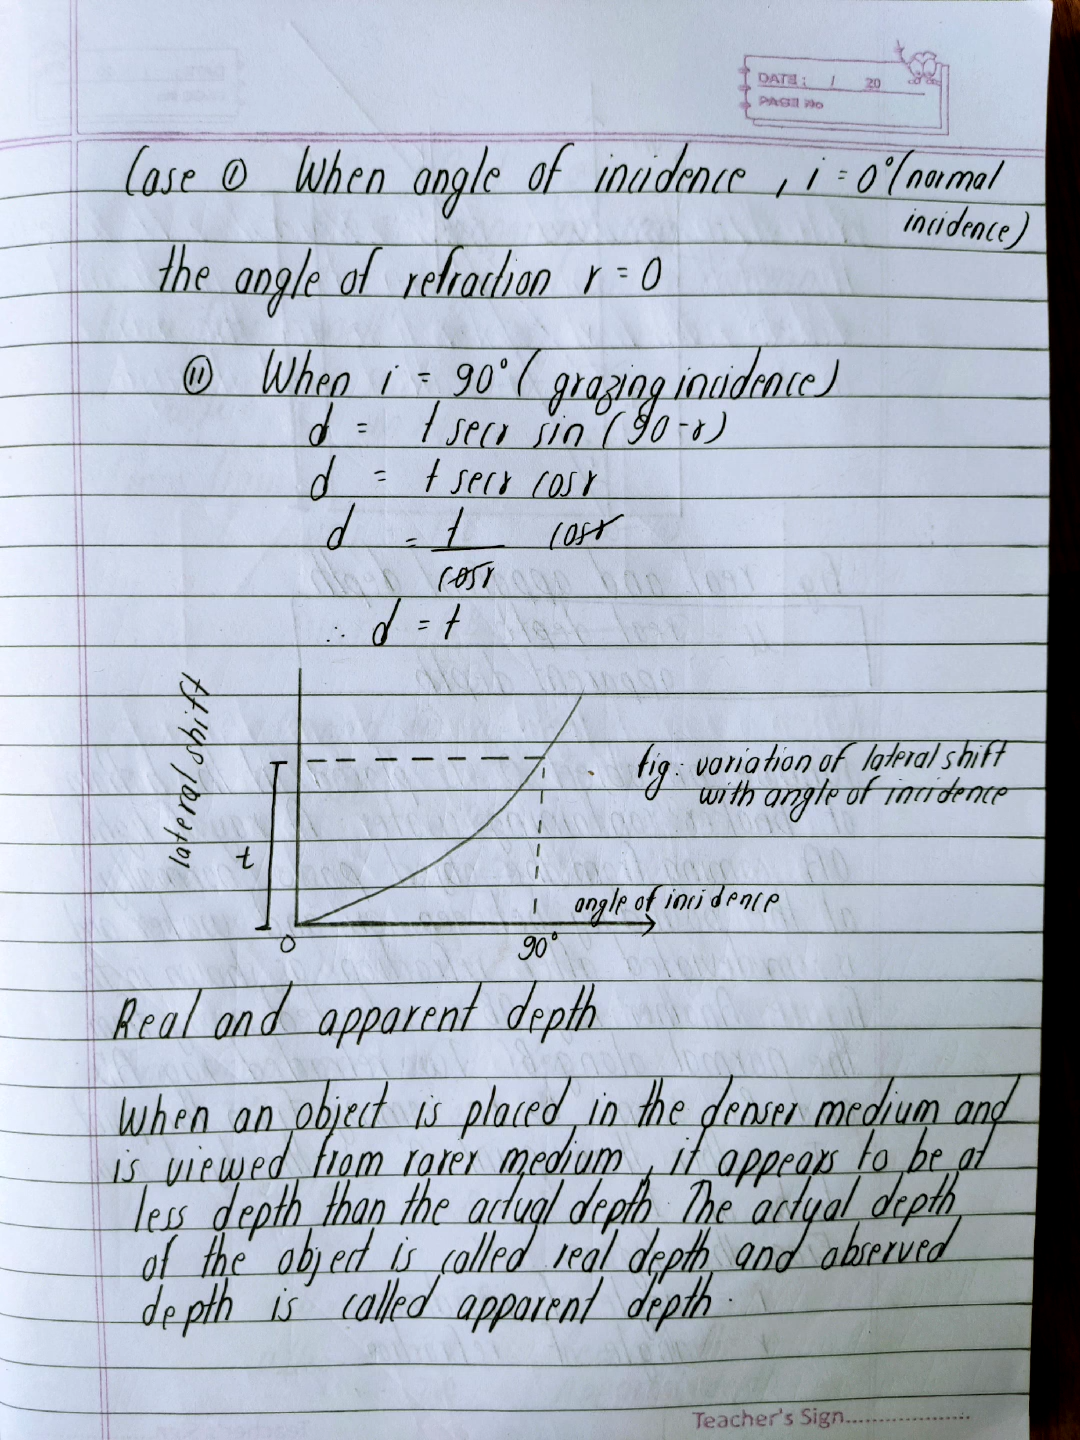 DATE: / 20
PAGE No
Case ① When angle of incidence, i = 0° (normal
incidence)
the angle of refraction r = 0
⑪ When i = 90° (grazing incidence)
d = t secr sin (90-r)
d = t secr cosr
d = t/cosr cosr
∴ d = t
lateral shift
t
fig: variation of lateral shift
with angle of incidence
angle of incidence
0
90°
Real and apparent depth
When an object is placed in the denser medium and
is viewed from rarer medium, it appears to be at
less depth than the actual depth. The actual depth
of the object is called real depth and observed
depth is called apparent depth.
Teacher's Sign....................